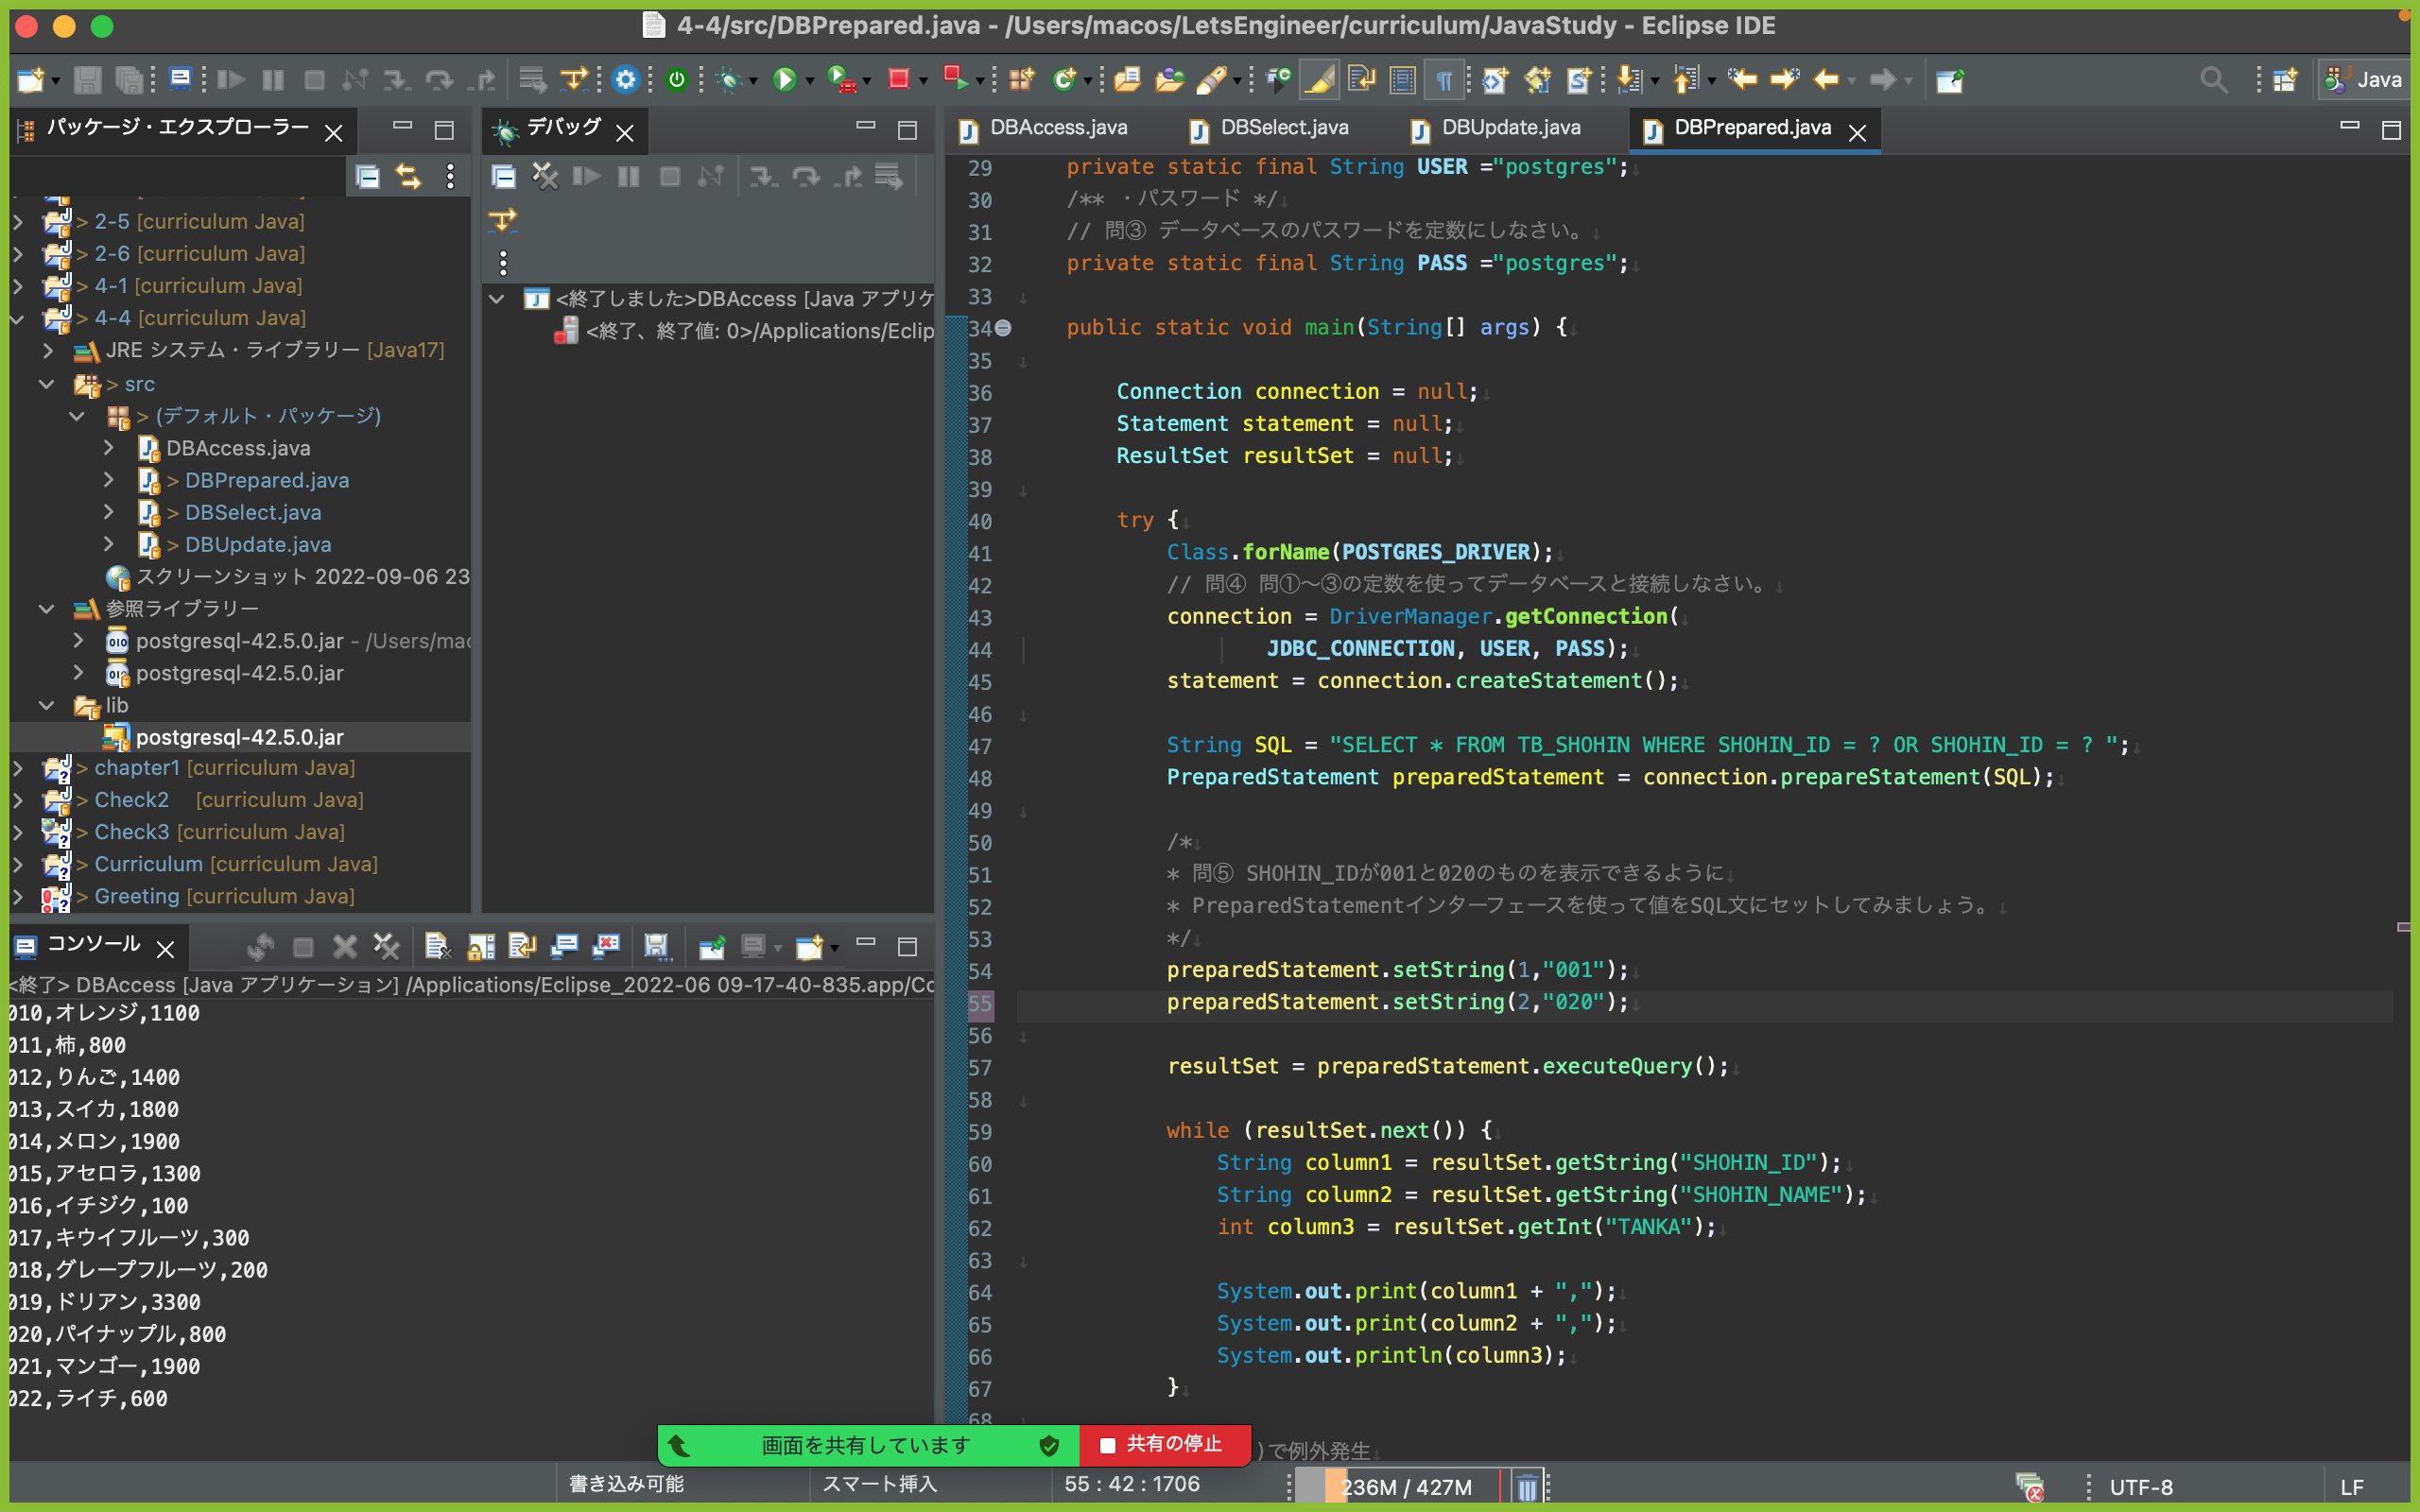 4-4/src/DBPrepared.java - /Users/macos/LetsEngineer/curriculum/JavaStudy - Eclipse IDE
Java
パッケージ・エクスプローラー
> 2-5 [curriculum Java]
> 2-6 [curriculum Java]
> 4-1 [curriculum Java]
> 4-4 [curriculum Java]
JRE システム・ライブラリー [Java17]
> src
> (デフォルト・パッケージ)
DBAccess.java
> DBPrepared.java
> DBSelect.java
> DBUpdate.java
スクリーンショット 2022-09-06 23
参照ライブラリー
postgresql-42.5.0.jar - /Users/mac
postgresql-42.5.0.jar
lib
postgresql-42.5.0.jar
> chapter1 [curriculum Java]
> Check2 [curriculum Java]
> Check3 [curriculum Java]
> Curriculum [curriculum Java]
> Greeting [curriculum Java]
デバッグ
<終了しました>DBAccess [Java アプリケ
<終了、終了値: 0>/Applications/Eclip
コンソール
<終了> DBAccess [Java アプリケーション] /Applications/Eclipse_2022-06 09-17-40-835.app/Co
010,オレンジ,1100
011,柿,800
012,りんご,1400
013,スイカ,1800
014,メロン,1900
015,アセロラ,1300
016,イチジク,100
017,キウイフルーツ,300
018,グレープフルーツ,200
019,ドリアン,3300
020,パイナップル,800
021,マンゴー,1900
022,ライチ,600
DBAccess.java DBSelect.java DBUpdate.java DBPrepared.java
29 private static final String USER ="postgres";
30 /** ・パスワード */
31 // 問③ データベースのパスワードを定数にしなさい。
32 private static final String PASS ="postgres";
33
34 public static void main(String[] args) {
35
36 Connection connection = null;
37 Statement statement = null;
38 ResultSet resultSet = null;
39
40 try {
41 Class.forName(POSTGRES_DRIVER);
42 // 問④ 問①〜③の定数を使ってデータベースと接続しなさい。
43 connection = DriverManager.getConnection(
44 JDBC_CONNECTION, USER, PASS);
45 statement = connection.createStatement();
46
47 String SQL = "SELECT * FROM TB_SHOHIN WHERE SHOHIN_ID = ? OR SHOHIN_ID = ? ";
48 PreparedStatement preparedStatement = connection.prepareStatement(SQL);
49
50 /*
51 * 問⑤ SHOHIN_IDが001と020のものを表示できるように
52 * PreparedStatementインターフェースを使って値をSQL文にセットしてみましょう。
53 */
54 preparedStatement.setString(1,"001");
55 preparedStatement.setString(2,"020");
56
57 resultSet = preparedStatement.executeQuery();
58
59 while (resultSet.next()) {
60 String column1 = resultSet.getString("SHOHIN_ID");
61 String column2 = resultSet.getString("SHOHIN_NAME");
62 int column3 = resultSet.getInt("TANKA");
63
64 System.out.print(column1 + ",");
65 System.out.print(column2 + ",");
66 System.out.println(column3);
67 }
68
)で例外発生
画面を共有しています
共有の停止
書き込み可能
スマート挿入
55 : 42 : 1706
236M / 427M
UTF-8
LF